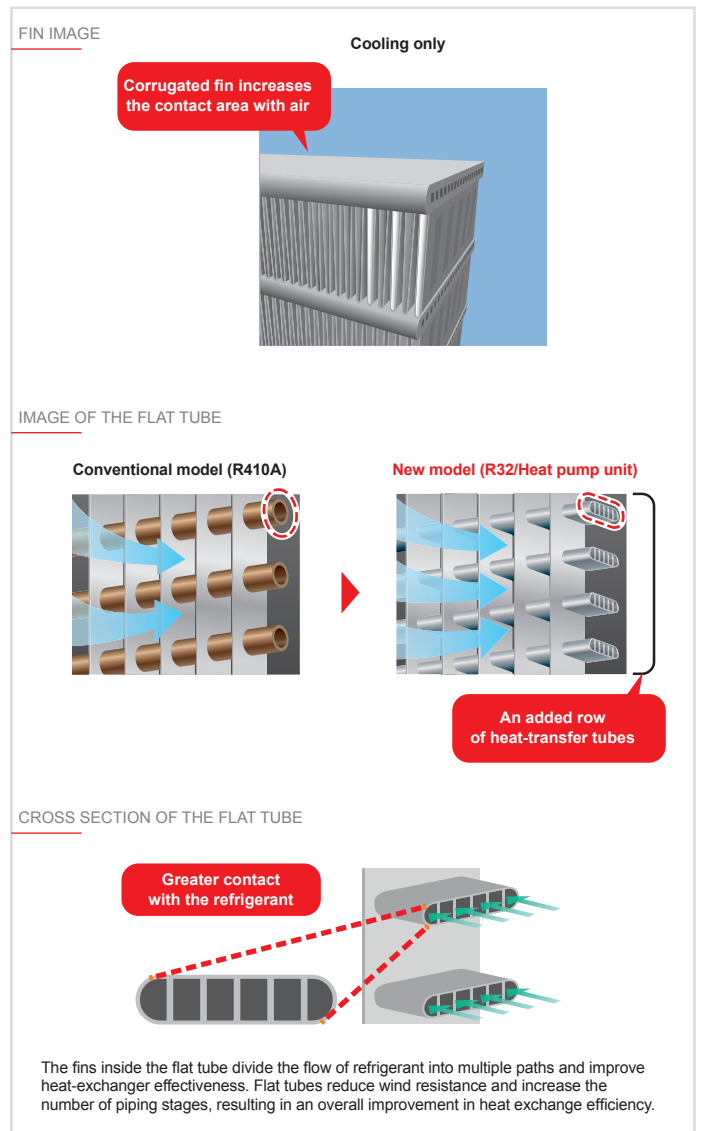 FIN IMAGE
Cooling only
Corrugated fin increases
the contact area with air
IMAGE OF THE FLAT TUBE
Conventional model (R410A)
New model (R32/Heat pump unit)
An added row
of heat-transfer tubes
CROSS SECTION OF THE FLAT TUBE
Greater contact
with the refrigerant
The fins inside the flat tube divide the flow of refrigerant into multiple paths and improve
heat-exchanger effectiveness. Flat tubes reduce wind resistance and increase the
number of piping stages, resulting in an overall improvement in heat exchange efficiency.